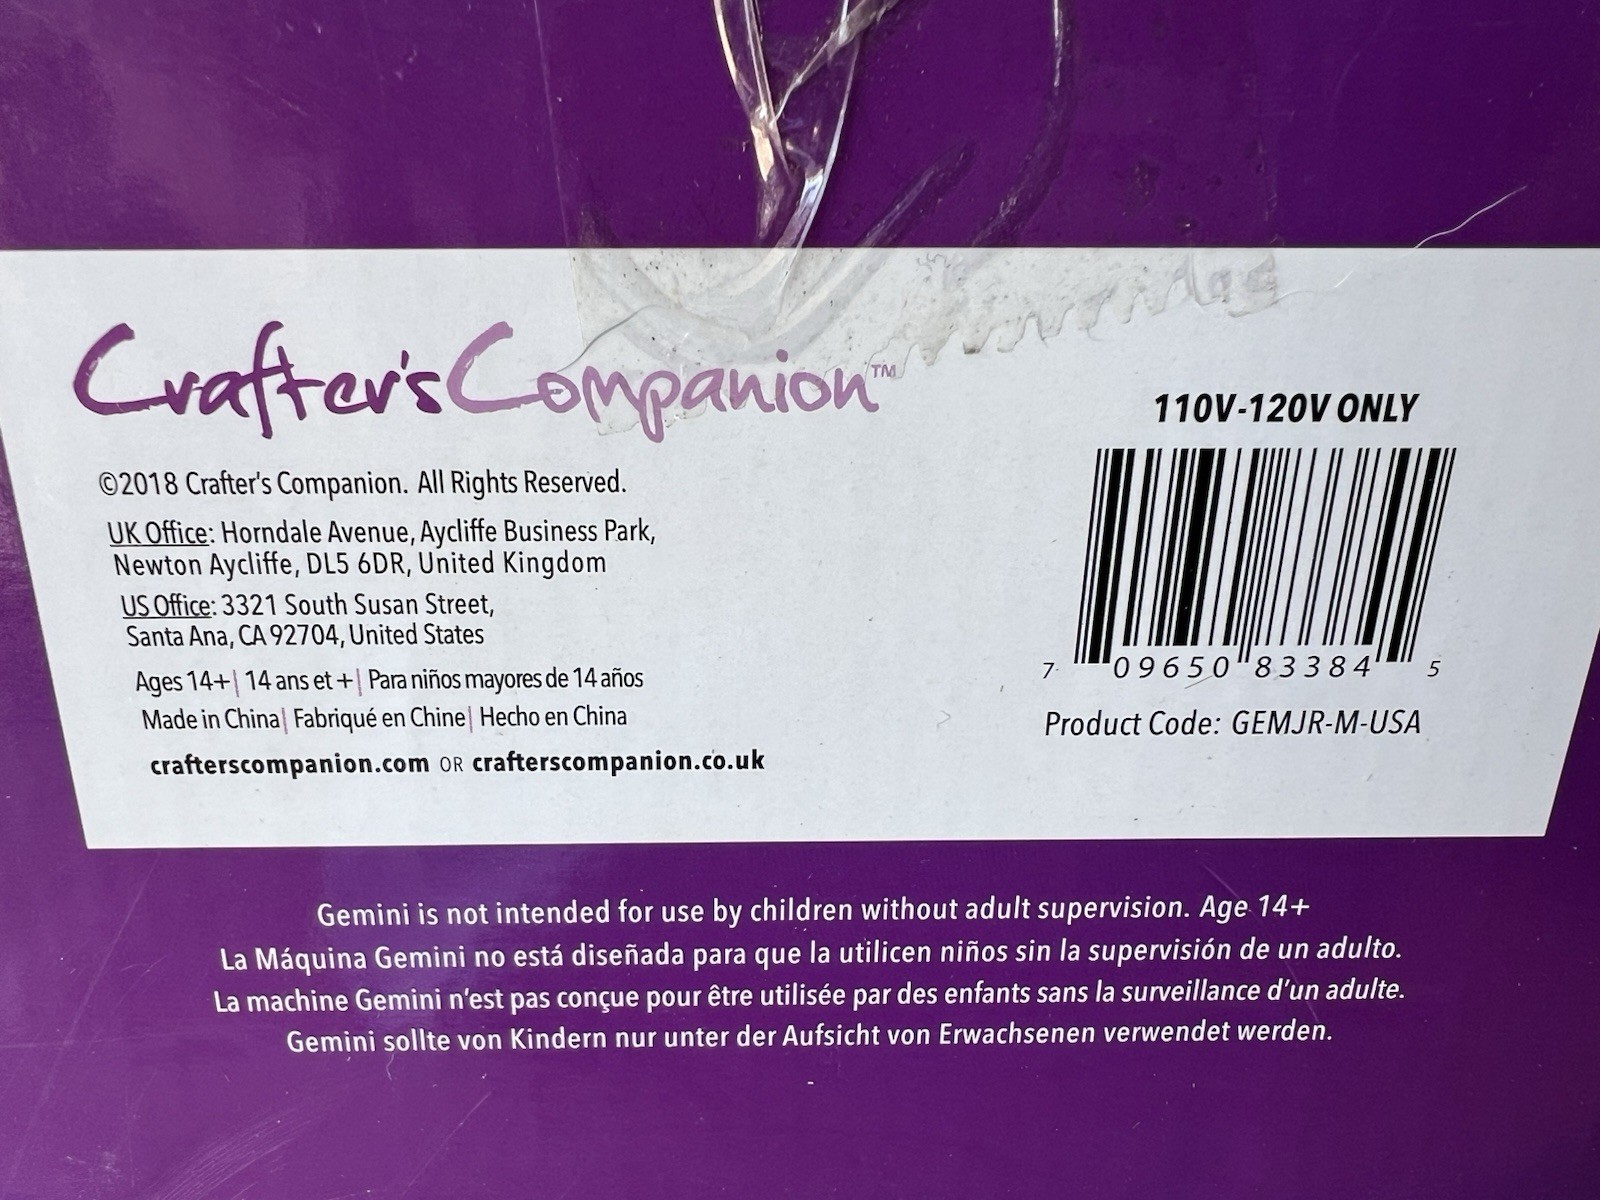 Crafter's Companion™
©2018 Crafter's Companion. All Rights Reserved.
UK Office: Horndale Avenue, Aycliffe Business Park,
Newton Aycliffe, DL5 6DR, United Kingdom
US Office: 3321 South Susan Street,
Santa Ana, CA 92704, United States
Ages 14+| 14 ans et +| Para niños mayores de 14 años
Made in China| Fabriqué en Chine| Hecho en China
crafterscompanion.com OR crafterscompanion.co.uk
110V-120V ONLY
7 09650 83384 5
Product Code: GEMJR-M-USA
Gemini is not intended for use by children without adult supervision. Age 14+
La Máquina Gemini no está diseñada para que la utilicen niños sin la supervisión de un adulto.
La machine Gemini n'est pas conçue pour être utilisée par des enfants sans la surveillance d'un adulte.
Gemini sollte von Kindern nur unter der Aufsicht von Erwachsenen verwendet werden.